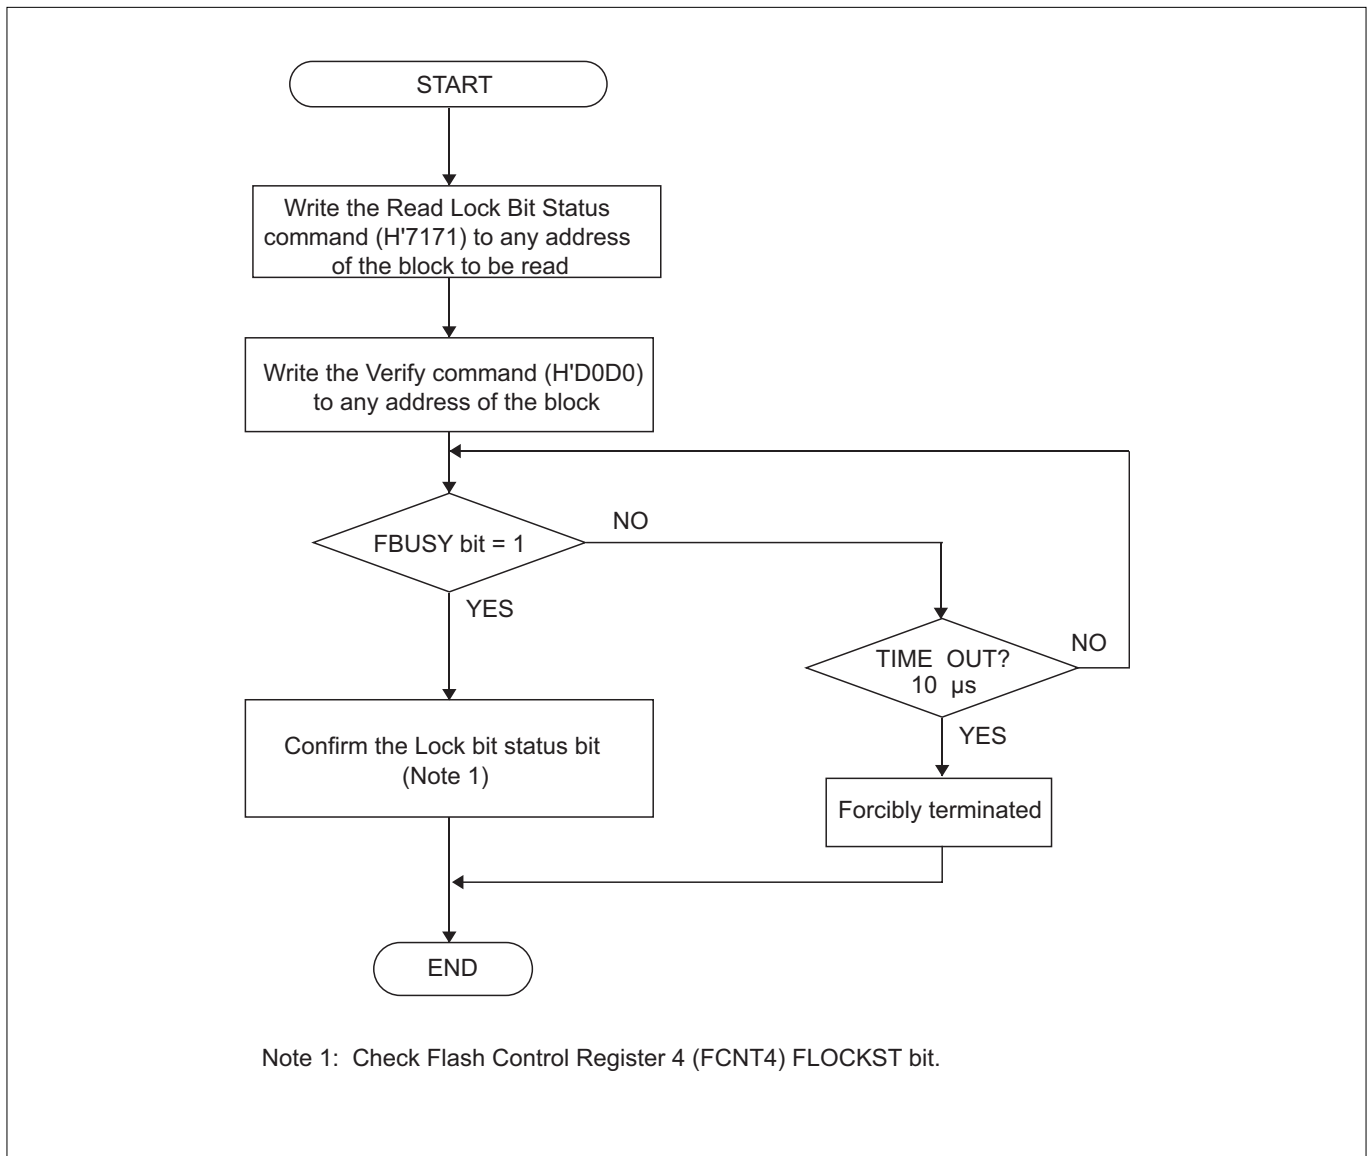 START
Write the Read Lock Bit Status
command (H'7171) to any address
of the block to be read
Write the Verify command (H'D0D0)
to any address of the block
FBUSY bit = 1
NO
YES
TIME OUT?
10 µs
NO
YES
Confirm the Lock bit status bit
(Note 1)
Forcibly terminated
END
Note 1: Check Flash Control Register 4 (FCNT4) FLOCKST bit.